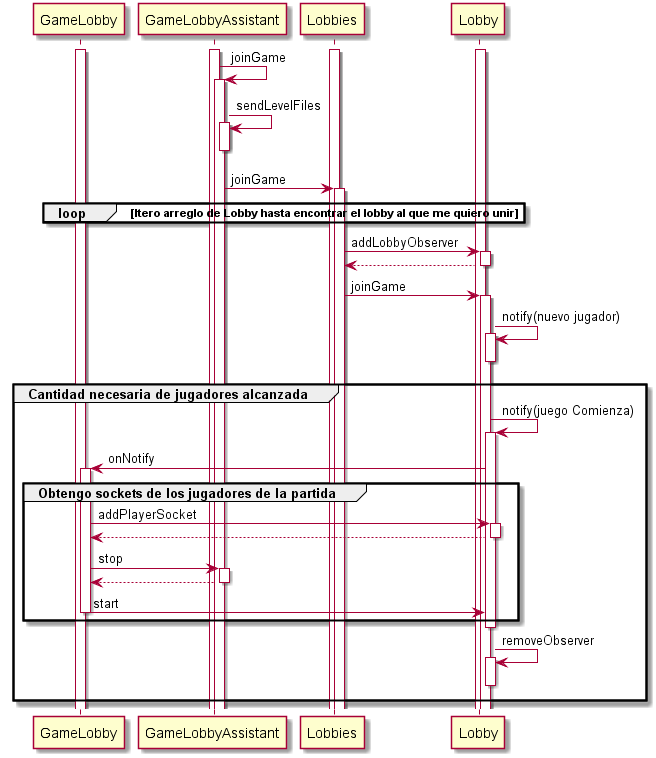 GameLobby
GameLobbyAssistant
Lobbies
Lobby
joinGame
sendLevelFiles
joinGame
loop
[Itero arreglo de Lobby hasta encontrar el lobby al que me quiero unir]
addLobbyObserver
joinGame
notify(nuevo jugador)
Cantidad necesaria de jugadores alcanzada
notify(juego Comienza)
onNotify
Obtengo sockets de los jugadores de la partida
addPlayerSocket
stop
start
removeObserver
GameLobby
GameLobbyAssistant
Lobbies
Lobby